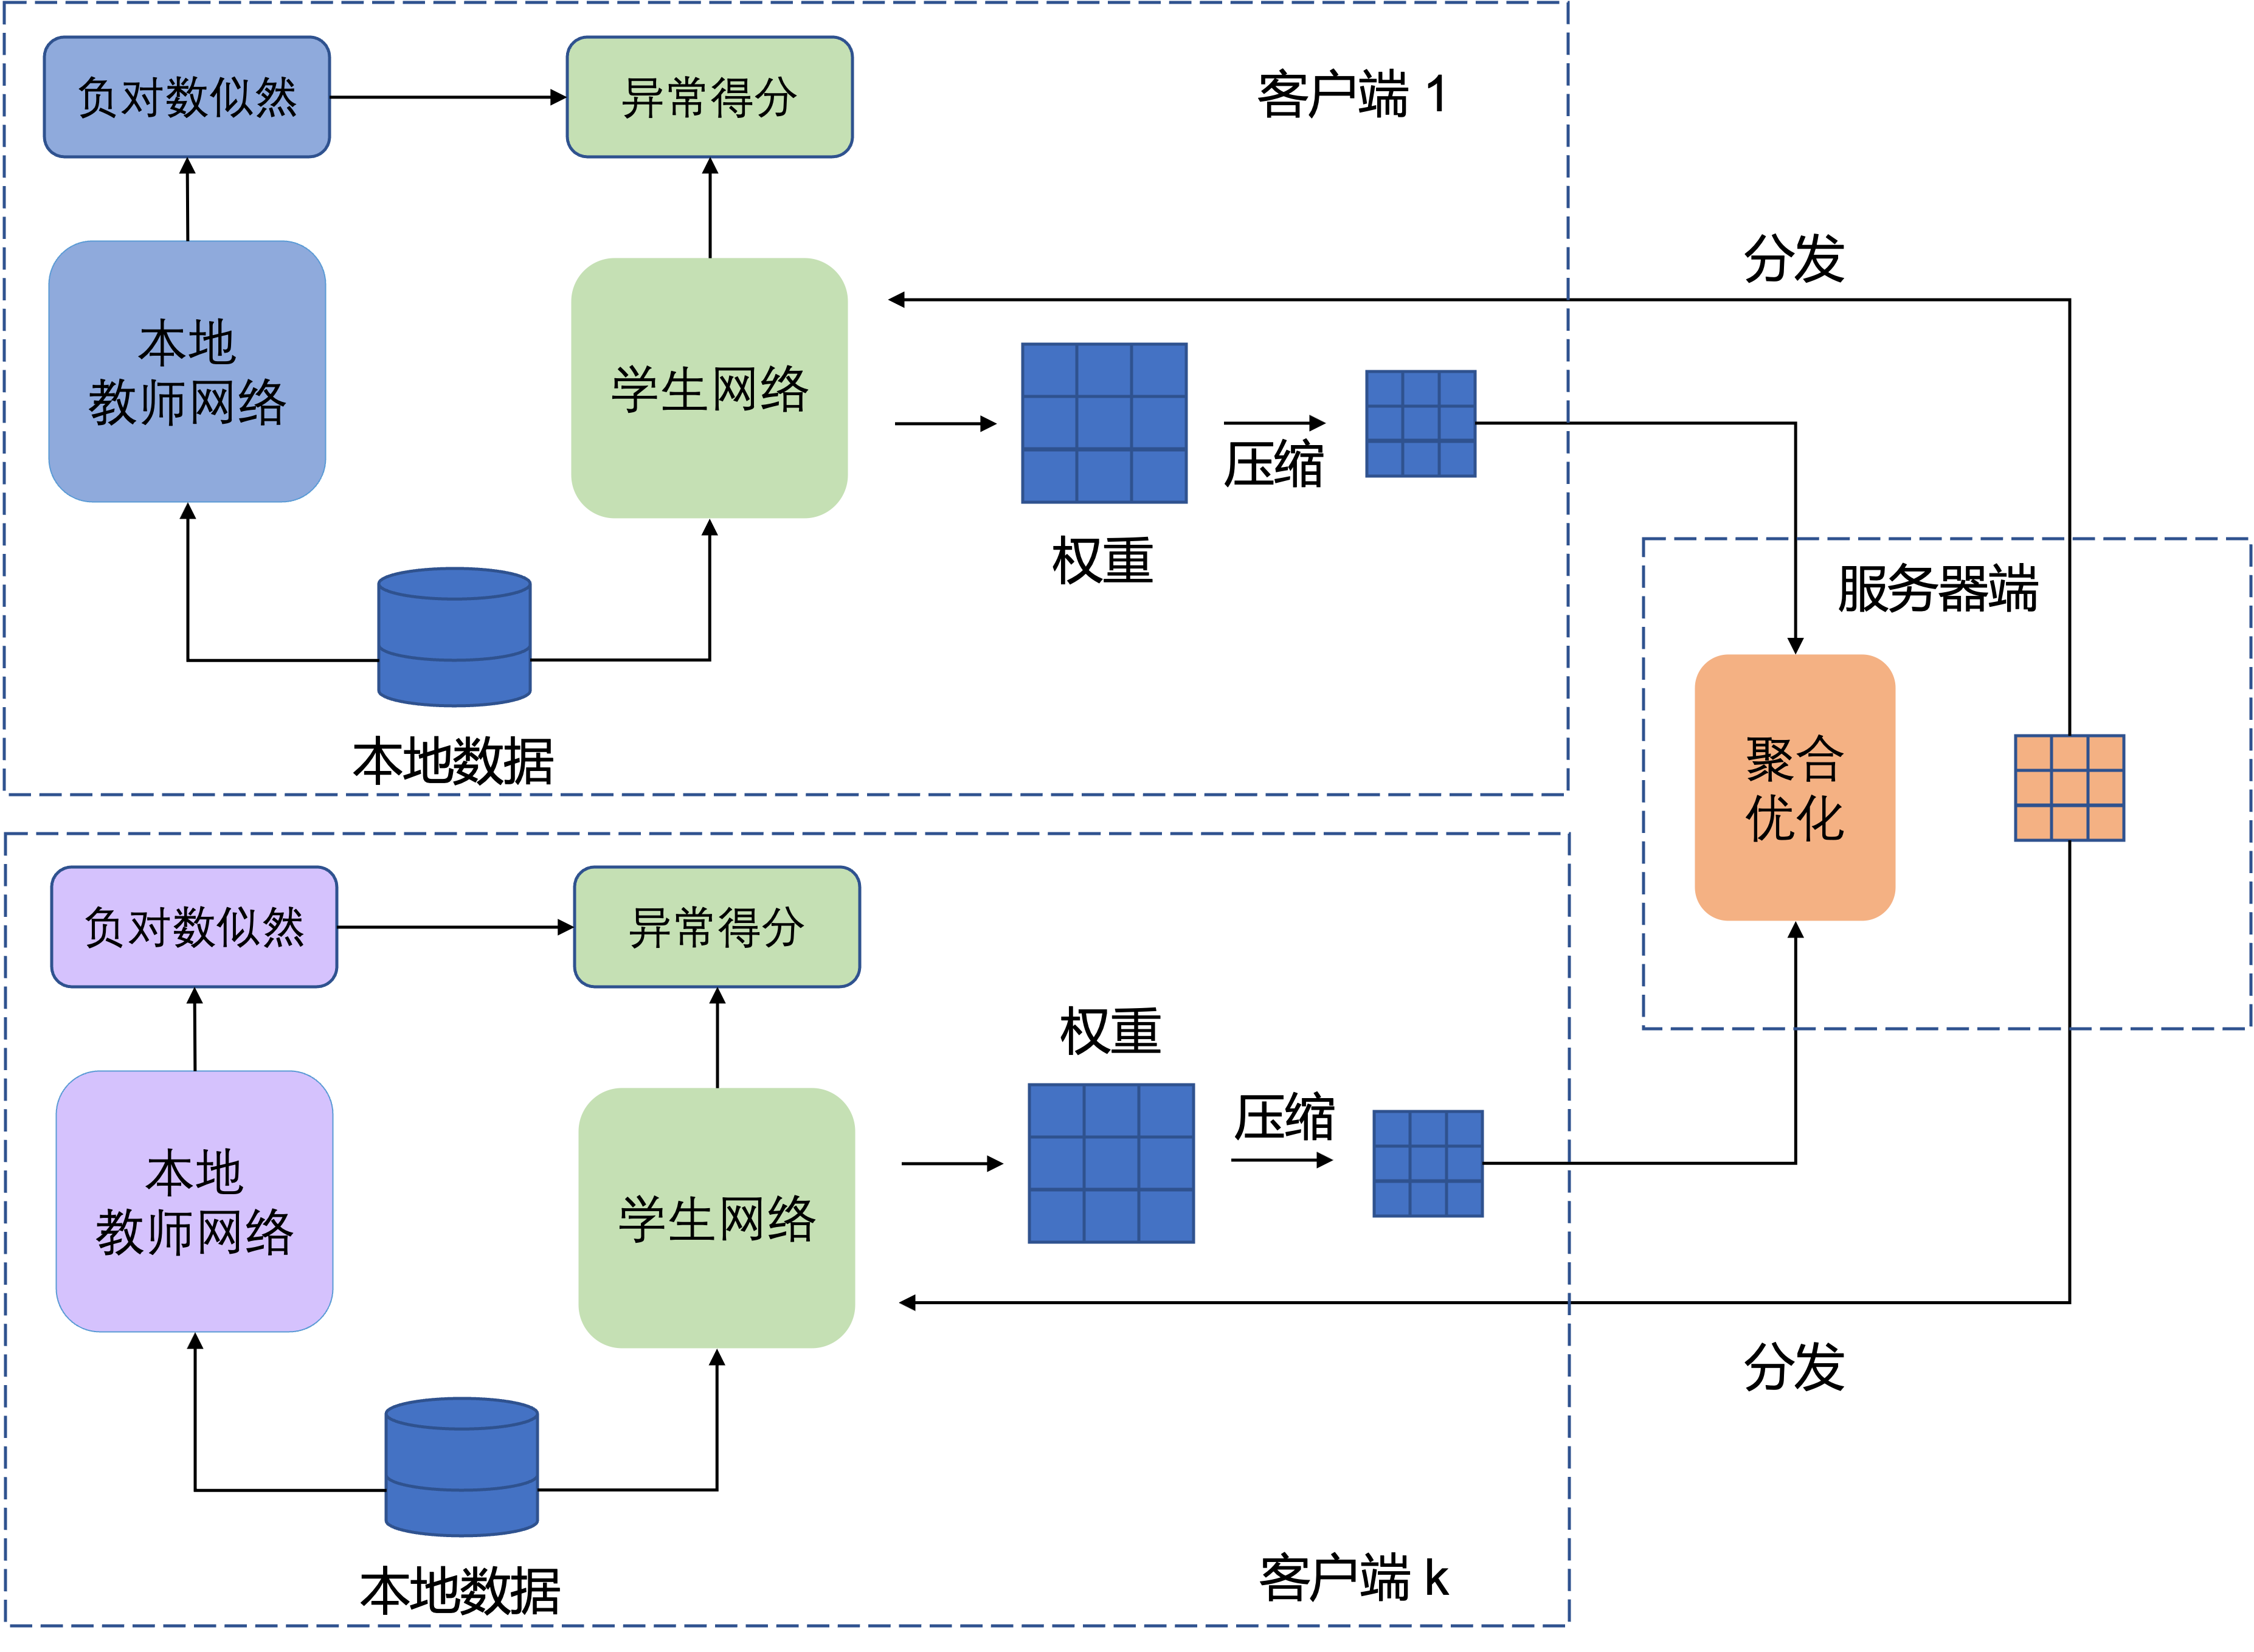 负对数似然
异常得分
客户端 1
分发
本地
教师网络
学生网络
压缩
权重
服务器端
本地数据
聚合
优化
负对数似然
异常得分
权重
压缩
本地
教师网络
学生网络
分发
本地数据
客户端 k